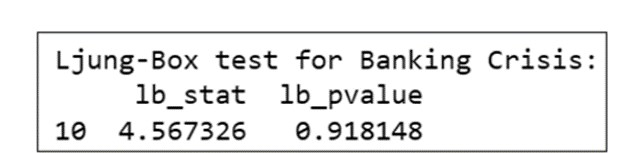 Ljung-Box test for Banking Crisis:
lb_stat lb_pvalue
10 4.567326 0.918148